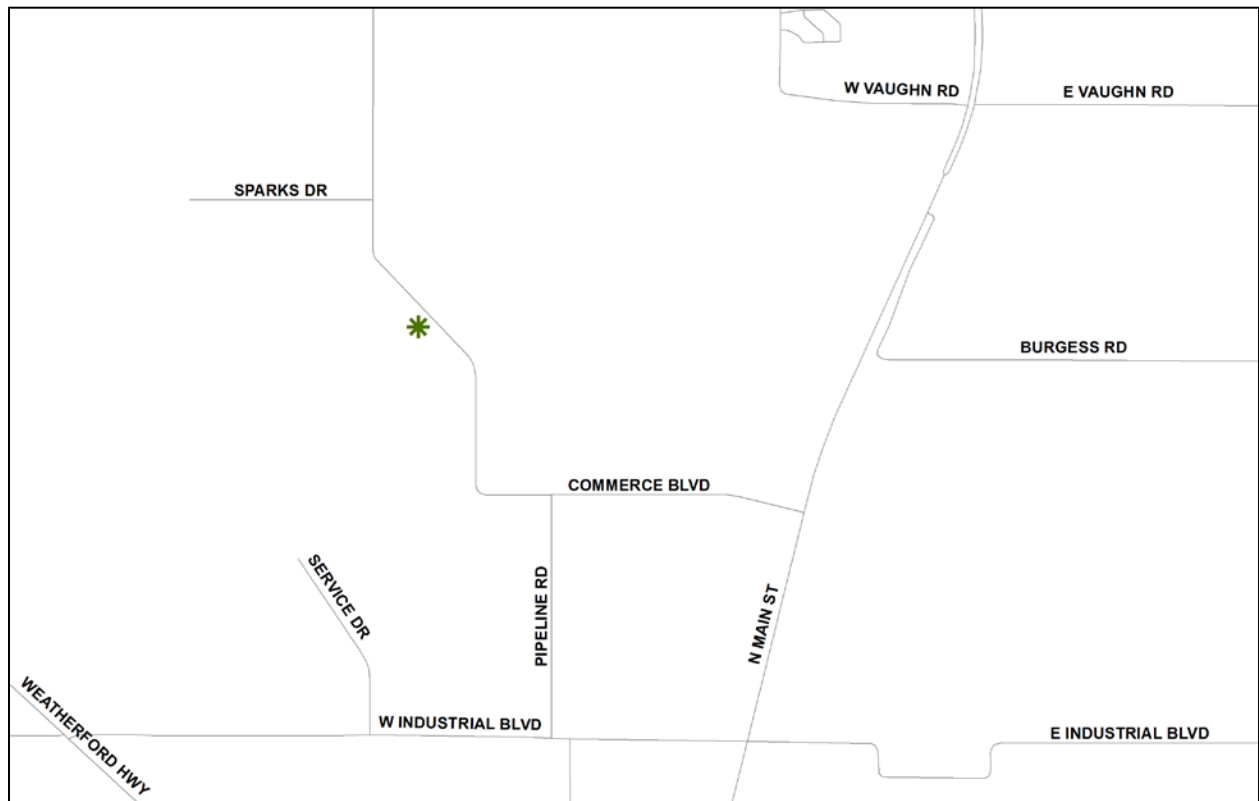 W VAUGHN RD
E VAUGHN RD
SPARKS DR
BURGESS RD
COMMERCE BLVD
SERVICE DR
PIPELINE RD
N MAIN ST
WEATHERFORD HWY
W INDUSTRIAL BLVD
E INDUSTRIAL BLVD